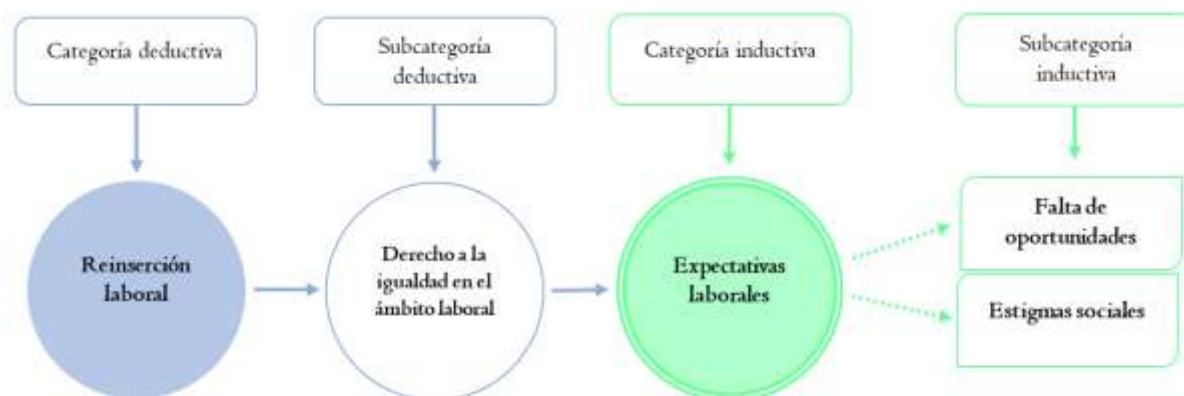 Categoría deductiva
Subcategoría
deductiva
Categoría inductiva
Subcategoría
inductiva
Reinserción
laboral
Derecho a la
igualdad en el
ámbito laboral
Expectativas
laborales
Falta de
oportunidades
Estigmas sociales